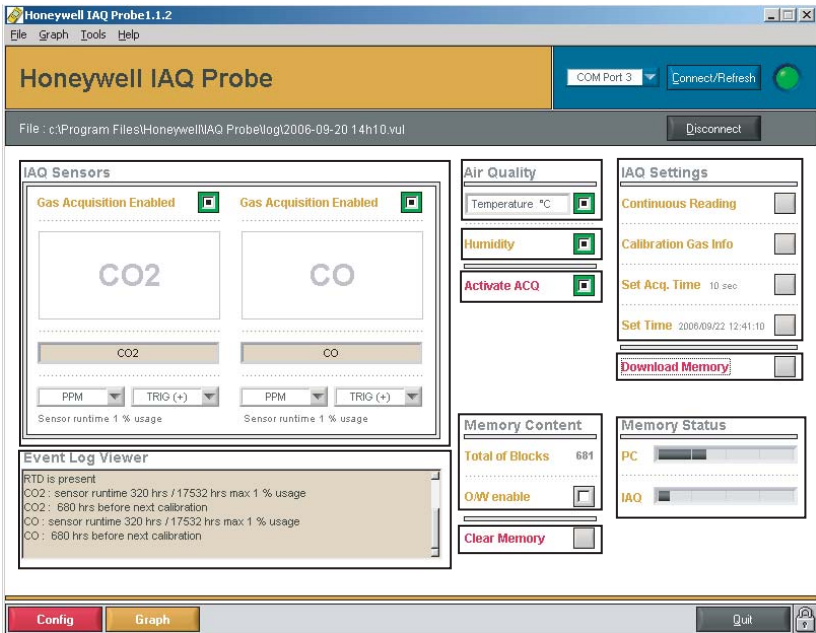 Honeywell IAQ Probe1.1.2
File Graph Tools Help
Honeywell IAQ Probe
COM Port 3
Connect/Refresh
File : c:\Program Files\Honeywell\IAQ Probe\log\2006-09-20 14h10.vul
Disconnect
IAQ Sensors
Gas Acquisition Enabled
Gas Acquisition Enabled
CO2
CO
CO2
CO
PPM
TRIG (+)
PPM
TRIG (+)
Sensor runtime 1 % usage
Sensor runtime 1 % usage
Air Quality
Temperature °C
Humidity
Activate ACQ
IAQ Settings
Continuous Reading
Calibration Gas Info
Set Acq. Time 10 sec
Set Time 2006/09/22 12:41:10
Download Memory
Event Log Viewer
RTD is present
CO2 : sensor runtime 320 hrs / 17532 hrs max 1 % usage
CO2 : 680 hrs before next calibration
CO : sensor runtime 320 hrs / 17532 hrs max 1 % usage
CO : 680 hrs before next calibration
Memory Content
Total of Blocks 681
O/W enable
Clear Memory
Memory Status
PC
IAQ
Config
Graph
Quit